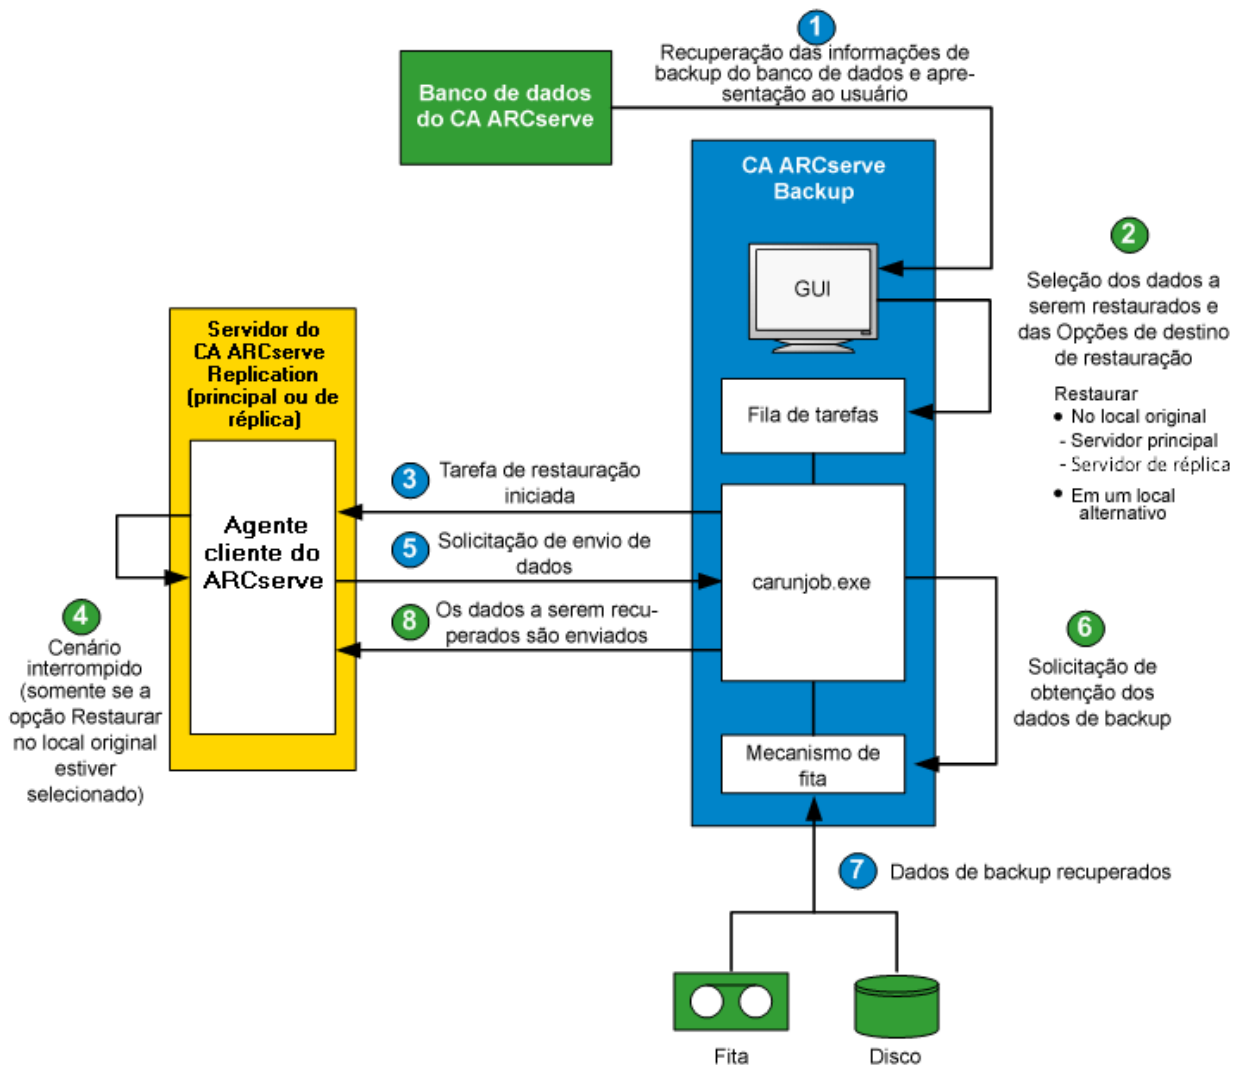 1
Recuperação das informações de
backup do banco de dados e apre-
sentação ao usuário
Banco de dados
do CA ARCserve
CA ARCserve
Backup
GUI
2
Seleção dos dados a
serem restaurados e
das Opções de destino
de restauração
Restaurar
• No local original
- Servidor principal
- Servidor de réplica
• Em um local
alternativo
Fila de tarefas
Servidor do
CA ARCserve
Replication
(principal ou de
réplica)
Agente
cliente do
ARCserve
3
Tarefa de restauração
iniciada
5
Solicitação de envio de
dados
8
Os dados a serem recu-
perados são enviados
carunjob.exe
4
Cenário
interrompido
(somente se a
opção Restaurar
no local original
estiver
selecionado)
6
Solicitação de
obtenção dos
dados de backup
Mecanismo de
fita
7
Dados de backup recuperados
Fita
Disco